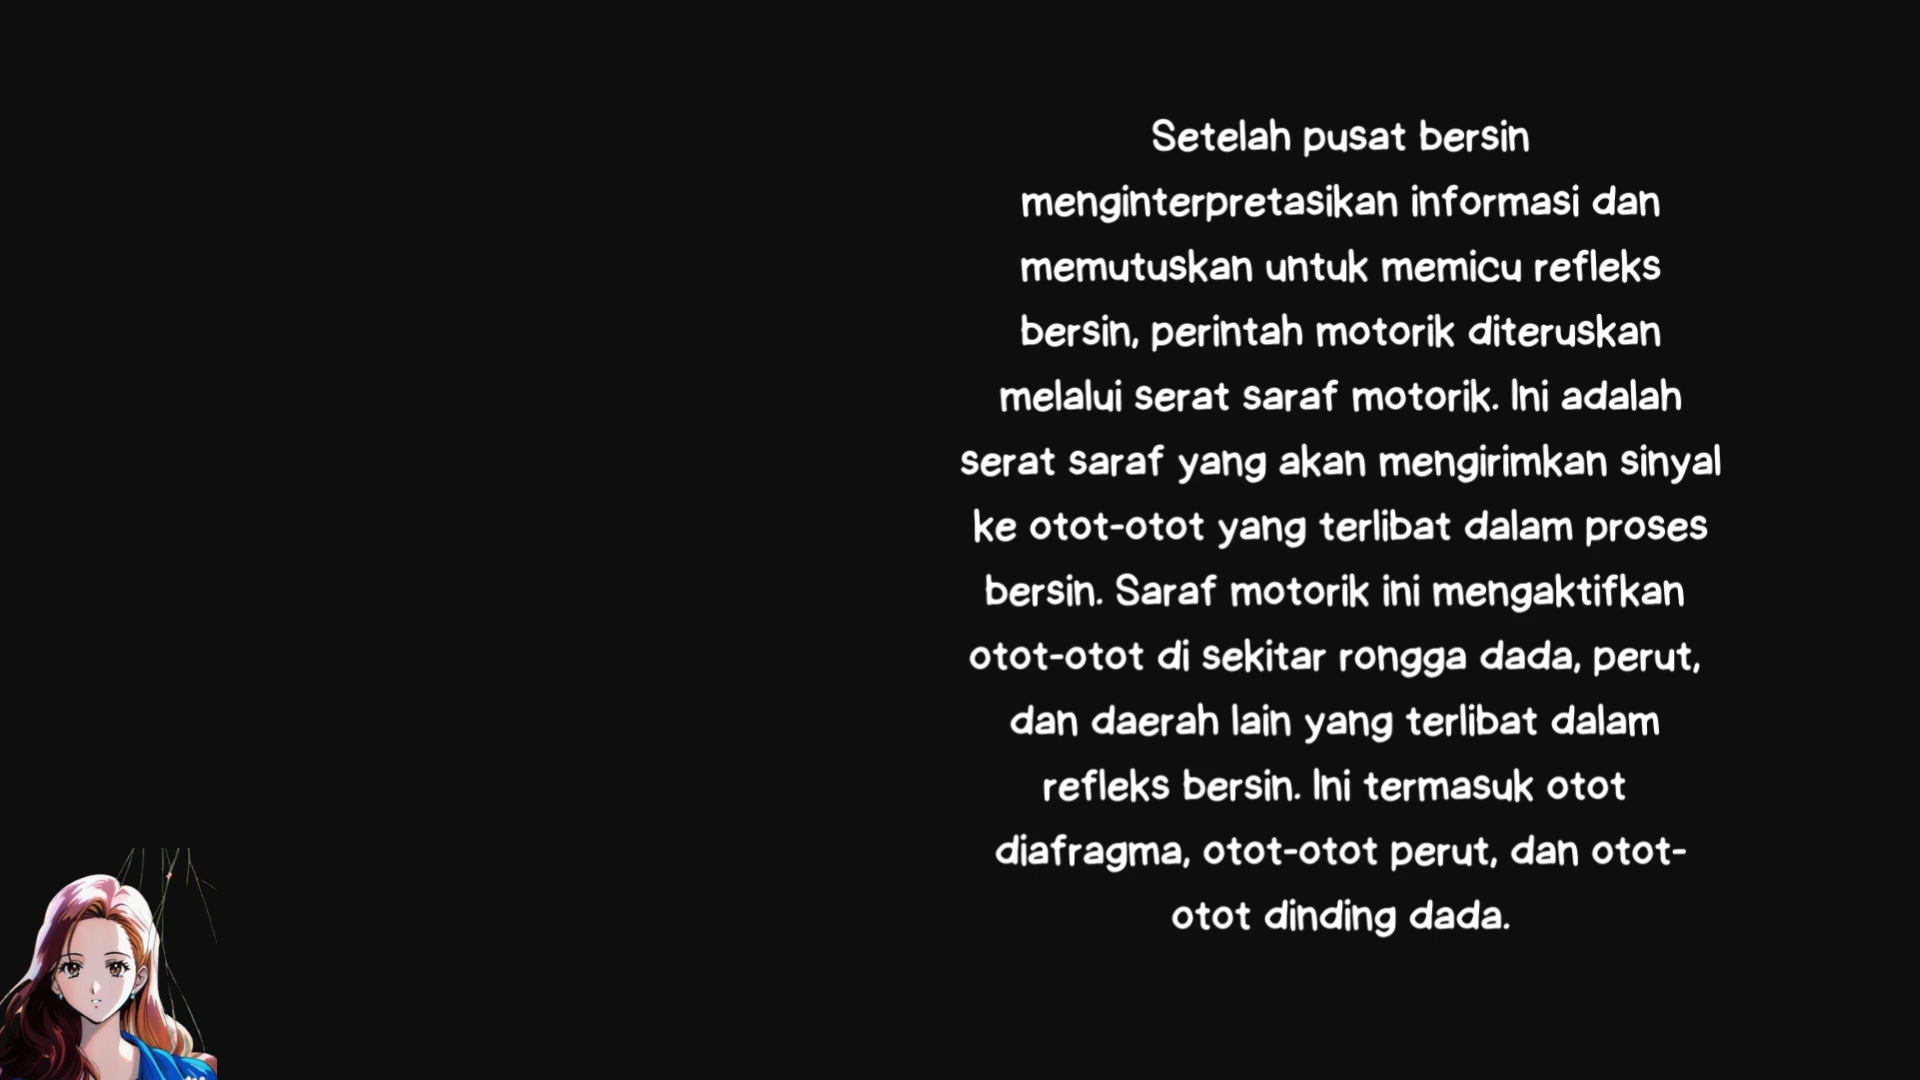 Setelah pusat bersin
menginterpretasikan informasi dan
memutuskan untuk memicu refleks
bersin, perintah motorik diteruskan
melalui serat saraf motorik. Ini adalah
serat saraf yang akan mengirimkan sinyal
ke otot-otot yang terlibat dalam proses
bersin. Saraf motorik ini mengaktifkan
otot-otot di sekitar rongga dada, perut,
dan daerah lain yang terlibat dalam
refleks bersin. Ini termasuk otot
diafragma, otot-otot perut, dan otot-
otot dinding dada.